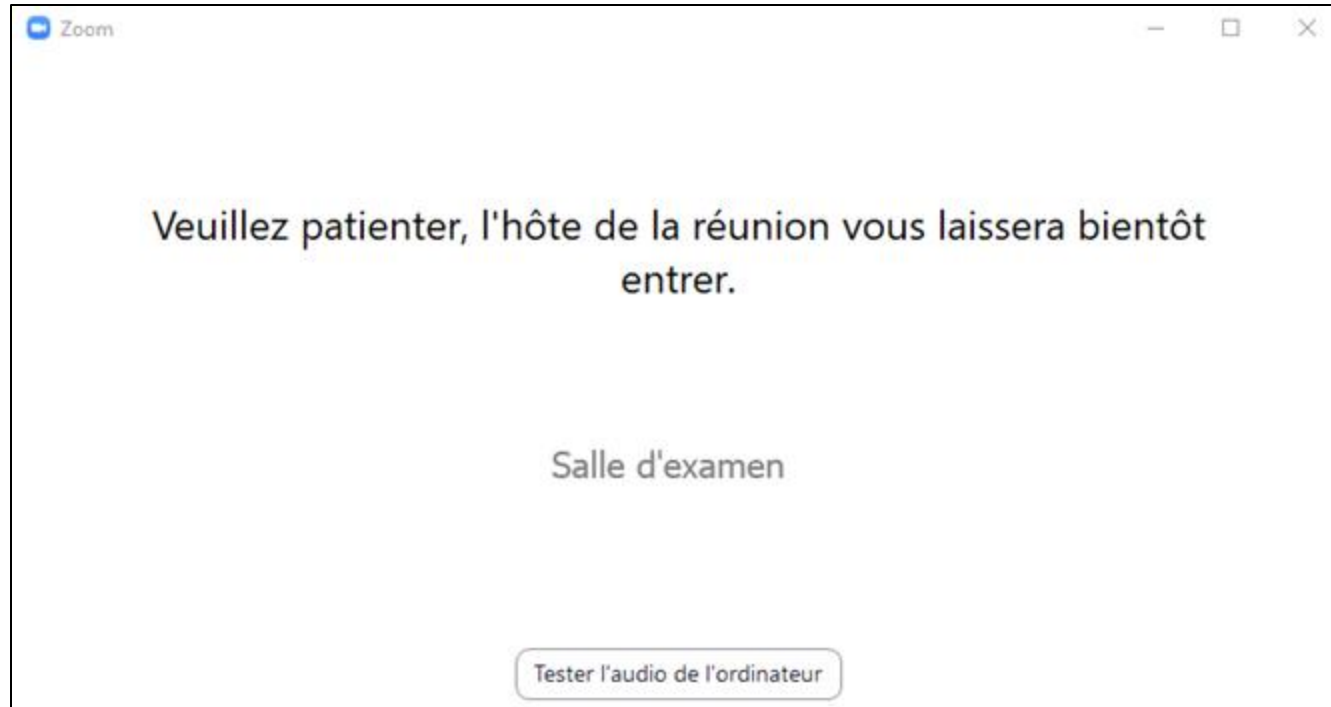 Zoom
Veuillez patienter, l'hôte de la réunion vous laissera bientôt
entrer.
Salle d'examen
Tester l'audio de l'ordinateur